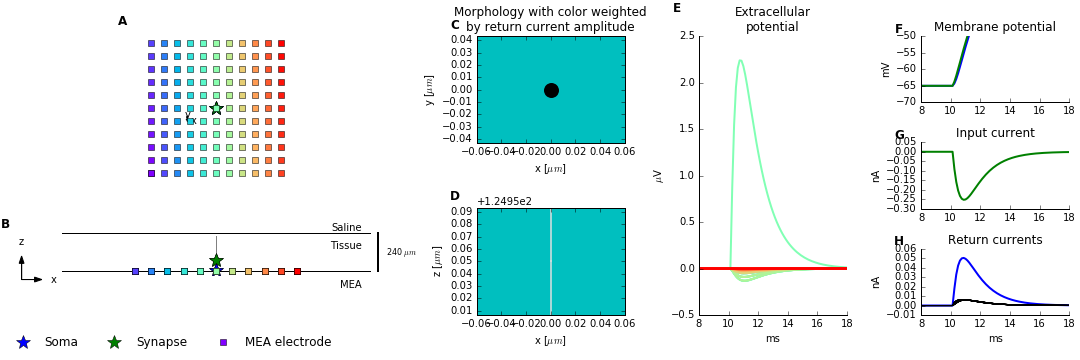 A
y
x
B
Saline
Tissue
MEA
240 μm
z
x
Soma
Synapse
MEA electrode
Morphology with color weighted
by return current amplitude
C
0.04
0.03
0.02
0.01
0.00
−0.01
−0.02
−0.03
−0.04
y [μm]
−0.06 −0.04 −0.02 0.00 0.02 0.04 0.06
x [μm]
D
+1.2495e2
0.09
0.08
0.07
0.06
0.05
0.04
0.03
0.02
0.01
z [μm]
−0.06 −0.04 −0.02 0.00 0.02 0.04 0.06
x [μm]
E
Extracellular
potential
2.5
2.0
1.5
1.0
0.5
0.0
−0.5
μV
8 10 12 14 16 18
ms
F
Membrane potential
−50
−55
−60
−65
−70
mV
8 10 12 14 16 18
G
Input current
0.05
0.00
−0.05
−0.10
−0.15
−0.20
−0.25
−0.30
nA
8 10 12 14 16 18
H
Return currents
0.06
0.05
0.04
0.03
0.02
0.01
0.00
−0.01
nA
8 10 12 14 16 18
ms